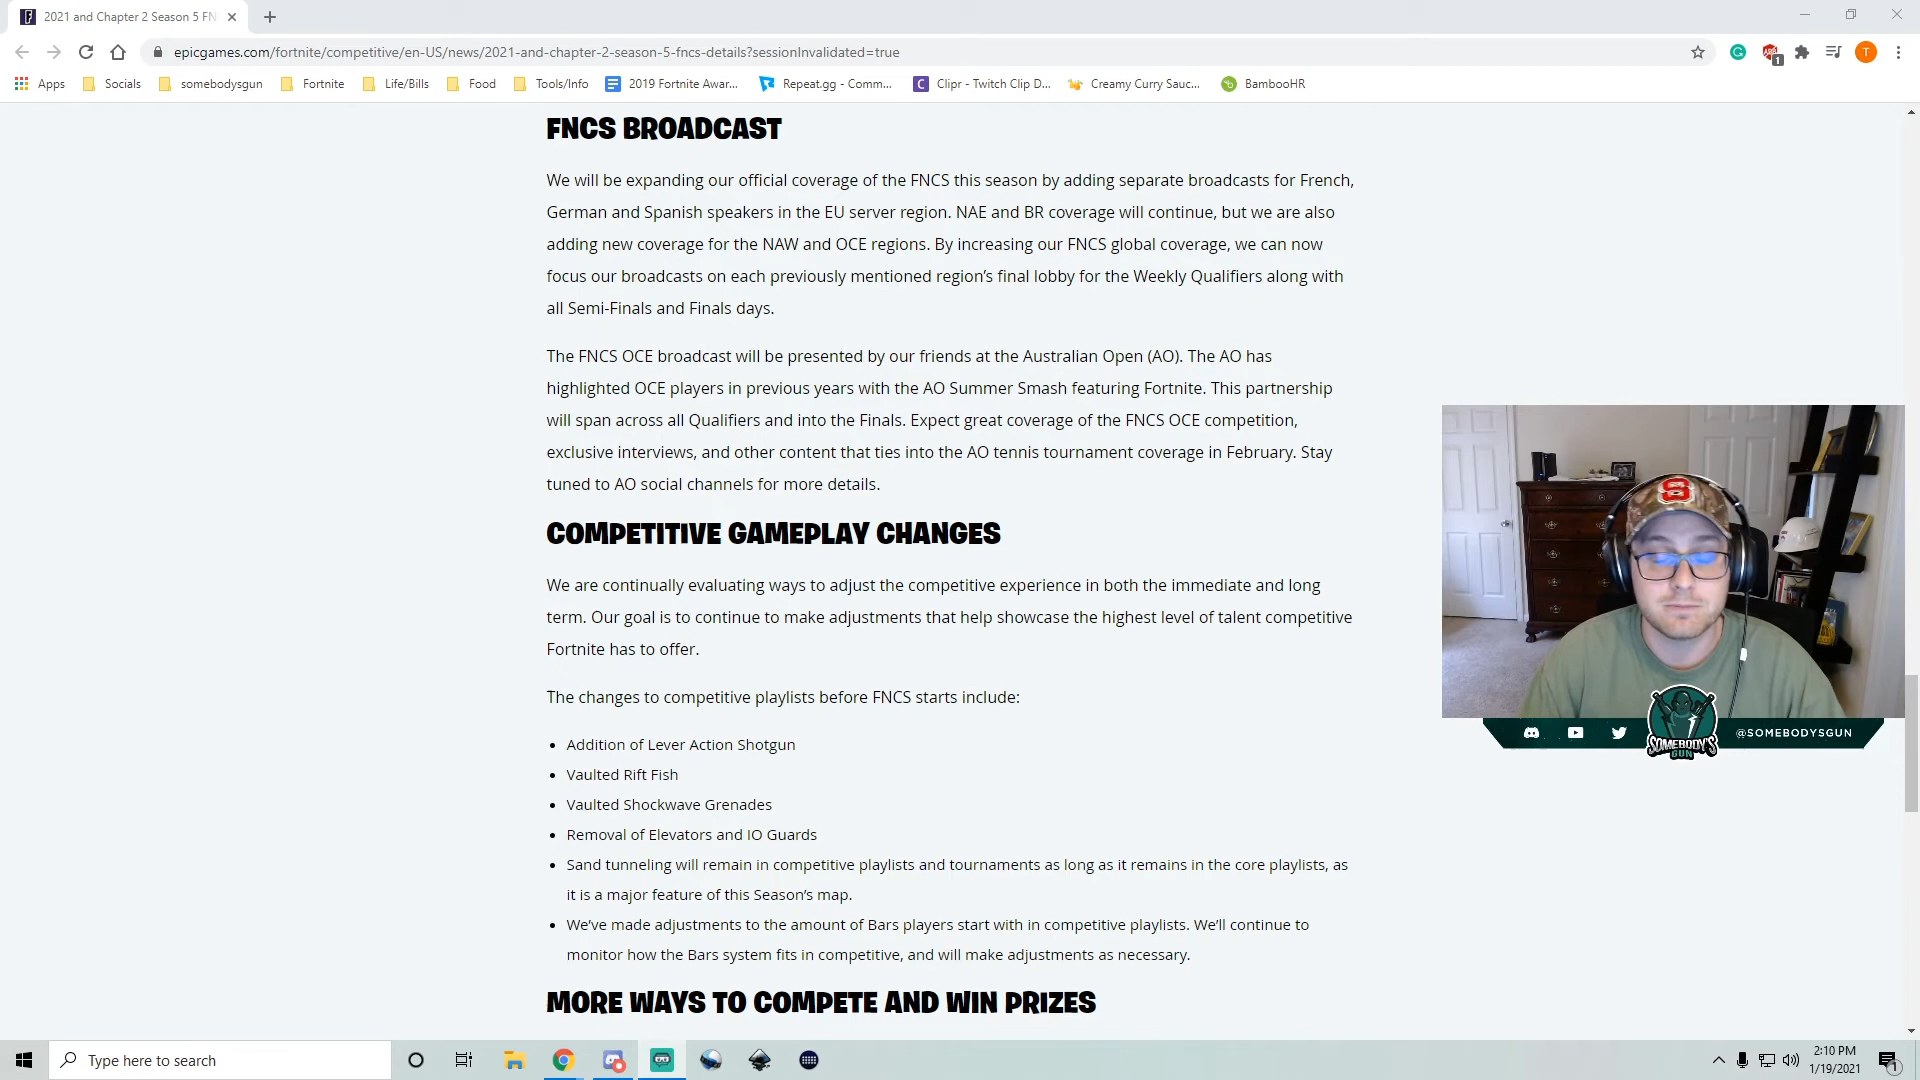 2021 and Chapter 2 Season 5 FN
epicgames.com/fortnite/competitive/en-US/news/2021-and-chapter-2-season-5-fncs-details?sessionInvalidated=true
1
T
Apps Socials somebodysgun Fortnite Life/Bills Food Tools/Info 2019 Fortnite Awar... Repeat.gg - Comm... Clipr - Twitch Clip D... Creamy Curry Sauc... BambooHR
FNCS BROADCAST
We will be expanding our official coverage of the FNCS this season by adding separate broadcasts for French,
German and Spanish speakers in the EU server region. NAE and BR coverage will continue, but we are also
adding new coverage for the NAW and OCE regions. By increasing our FNCS global coverage, we can now
focus our broadcasts on each previously mentioned region's final lobby for the Weekly Qualifiers along with
all Semi-Finals and Finals days.
The FNCS OCE broadcast will be presented by our friends at the Australian Open (AO). The AO has
highlighted OCE players in previous years with the AO Summer Smash featuring Fortnite. This partnership
will span across all Qualifiers and into the Finals. Expect great coverage of the FNCS OCE competition,
exclusive interviews, and other content that ties into the AO tennis tournament coverage in February. Stay
tuned to AO social channels for more details.
COMPETITIVE GAMEPLAY CHANGES
We are continually evaluating ways to adjust the competitive experience in both the immediate and long
term. Our goal is to continue to make adjustments that help showcase the highest level of talent competitive
Fortnite has to offer.
The changes to competitive playlists before FNCS starts include:
• Addition of Lever Action Shotgun
• Vaulted Rift Fish
• Vaulted Shockwave Grenades
• Removal of Elevators and IO Guards
• Sand tunneling will remain in competitive playlists and tournaments as long as it remains in the core playlists, as
it is a major feature of this Season's map.
• We've made adjustments to the amount of Bars players start with in competitive playlists. We'll continue to
monitor how the Bars system fits in competitive, and will make adjustments as necessary.
MORE WAYS TO COMPETE AND WIN PRIZES
S
SOMEBODY'S
GUN
@SOMEBODYSGUN
Type here to search
2:10 PM
1/19/2021
1